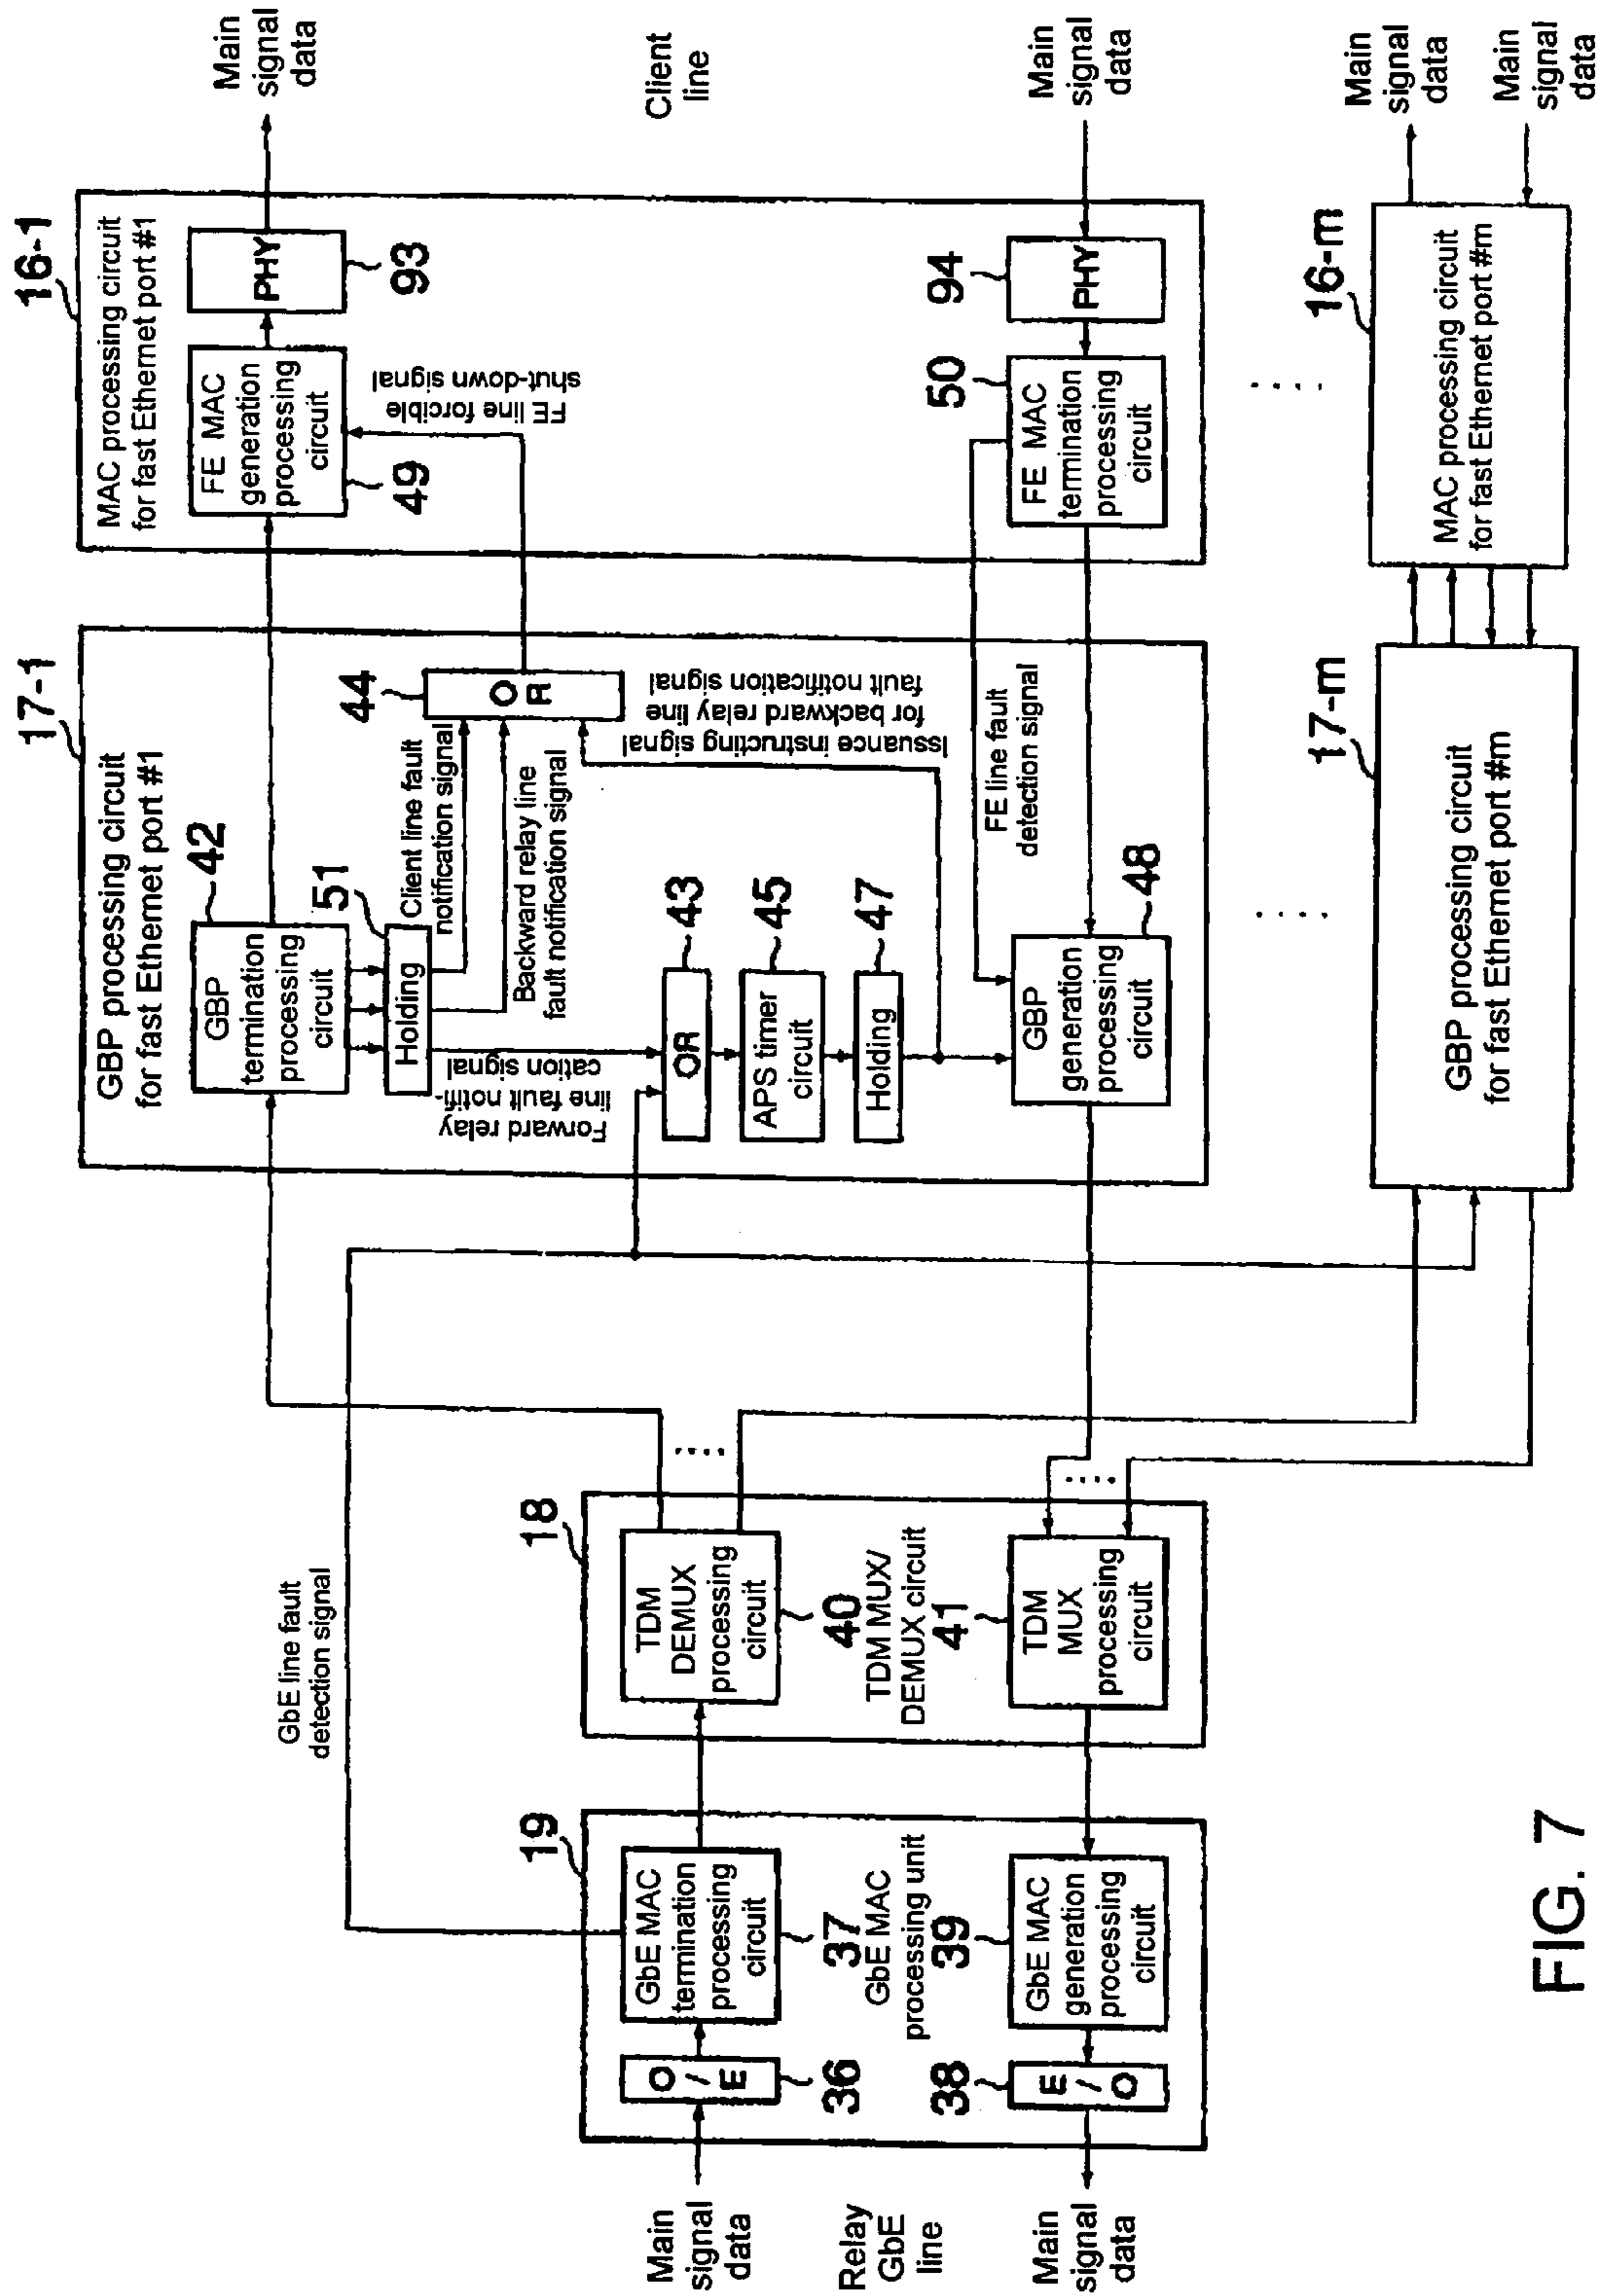 Main
signal
data
Relay
GbE
line
Main
signal
data
19
O
/
E
36
GbE MAC
termination
processing
circuit
37
GbE MAC
processing unit
38
E
/
O
39
GbE MAC
generation
processing
circuit
GbE line fault
detection signal
18
TDM
DEMUX
processing
circuit
40
TDM MUX/
DEMUX circuit
41
TDM
MUX
processing
circuit
17-1
GBP processing circuit
for fast Ethernet port #1
42
GBP
termination
processing
circuit
51
Holding
Client line fault
notification signal
Backward relay line
fault notification signal
Forward relay
line fault notifi-
cation signal
44
O
R
Issuance instructing signal
for backward relay line
fault notification signal
43
OR
45
APS timer
circuit
47
Holding
48
GBP
generation
processing
circuit
FE line fault
detection signal
16-1
MAC processing circuit
for fast Ethernet port #1
FE MAC
generation
processing
circuit
49
PHY
93
FE line forcible
shut-down signal
94
PHY
50
FE MAC
termination
processing
circuit
Main
signal
data
Client
line
Main
signal
data
17-m
GBP processing circuit
for fast Ethernet port #m
16-m
MAC processing circuit
for fast Ethernet port #m
Main
signal
data
Main
signal
data
FIG. 7